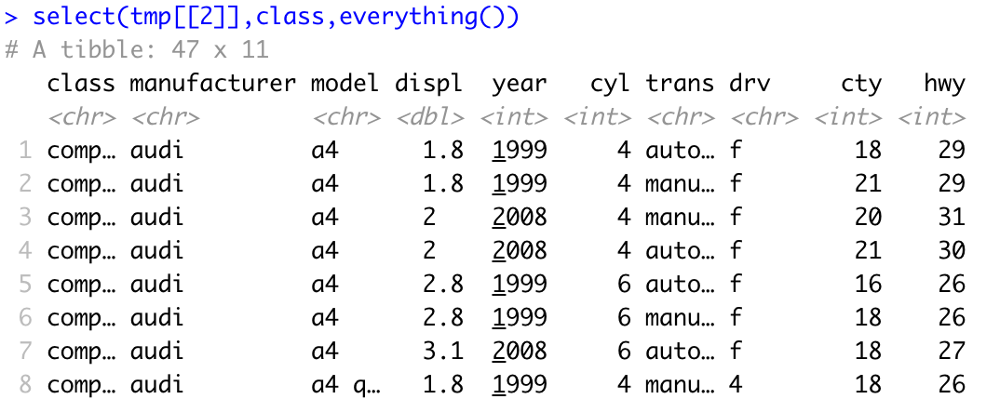 > select(tmp[[2]],class,everything())
# A tibble: 47 x 11
class manufacturer model displ year cyl trans drv cty hwy
<chr> <chr> <chr> <dbl> <int> <int> <chr> <chr> <int> <int>
1 comp… audi a4 1.8 1999 4 auto… f 18 29
2 comp… audi a4 1.8 1999 4 manu… f 21 29
3 comp… audi a4 2 2008 4 manu… f 20 31
4 comp… audi a4 2 2008 4 auto… f 21 30
5 comp… audi a4 2.8 1999 6 auto… f 16 26
6 comp… audi a4 2.8 1999 6 manu… f 18 26
7 comp… audi a4 3.1 2008 6 auto… f 18 27
8 comp… audi a4 q… 1.8 1999 4 manu… 4 18 26